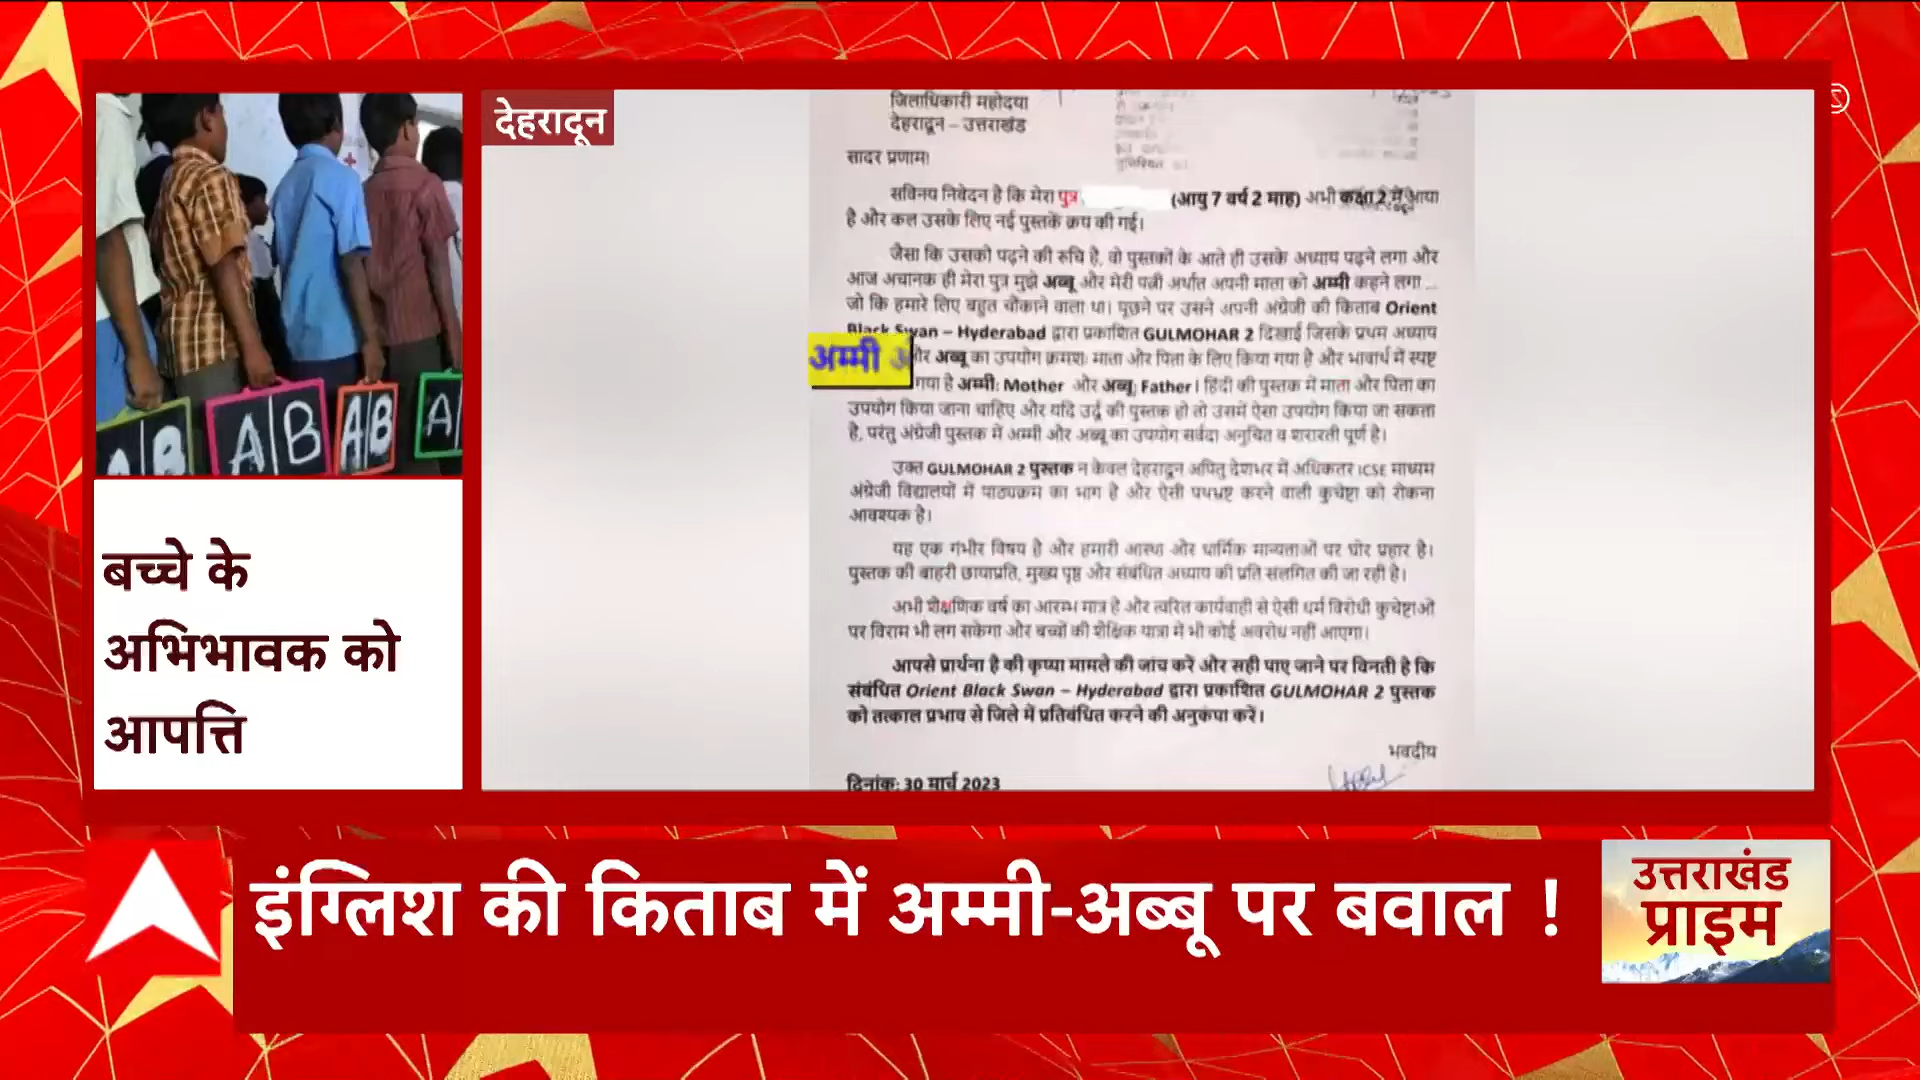 देहरादून
जिलाधिकारी महोदया
देहरादून – उत्तराखंड
सादर प्रणाम!
सविनय निवेदन है कि मेरा पुत्र (आयु 7 वर्ष 2 माह) अभी कक्षा 2 में आया
है और कल उसके लिए नई पुस्तकें क्रय की गई।
जैसा कि उसको पढ़ने की रुचि है, वो पुस्तकों के आते ही उसके अध्याय पढ़ने लगा और
आज अचानक ही मेरा पुत्र मुझे अब्बू और मेरी पत्नी अर्थात अपनी माता को अम्मी कहने लगा ...
जो कि हमारे लिए बहुत चौंकाने वाला था। पूछने पर उसने अपनी अंग्रेजी की किताब Orient
Black Swan – Hyderabad द्वारा प्रकाशित GULMOHAR 2 दिखाई जिसके प्रथम अध्याय
अम्मी और अब्बू का उपयोग क्रमशः माता और पिता के लिए किया गया है और भावार्थ में स्पष्ट
गया है अम्मी: Mother और अब्बू: Father। हिंदी की पुस्तक में माता और पिता का
उपयोग किया जाना चाहिए और यदि उर्दू की पुस्तक हो तो उसमें ऐसा उपयोग किया जा सकता
है, परंतु अंग्रेजी पुस्तक में अम्मी और अब्बू का उपयोग सर्वदा अनुचित व शरारती पूर्ण है।
उक्त GULMOHAR 2 पुस्तक न केवल देहरादून अपितु देशभर में अधिकतर ICSE माध्यम
अंग्रेजी विद्यालयों में पाठ्यक्रम का भाग है और ऐसी पथभ्रष्ट करने वाली कुचेष्टा को रोकना
आवश्यक है।
यह एक गंभीर विषय है और हमारी आस्था और धार्मिक मान्यताओं पर घोर प्रहार है।
पुस्तक की बाहरी छायाप्रति, मुख्य पृष्ठ और संबंधित अध्याय की प्रति संलगित की जा रही है।
अभी शैक्षणिक वर्ष का आरम्भ मात्र है और त्वरित कार्यवाही से ऐसी धर्म विरोधी कुचेष्टाओं
पर विराम भी लग सकेगा और बच्चों की शैक्षिक यात्रा में भी कोई अवरोध नहीं आएगा।
आपसे प्रार्थना है की कृप्या मामले की जांच करें और सही पाए जाने पर विनती है कि
संबंधित Orient Black Swan – Hyderabad द्वारा प्रकाशित GULMOHAR 2 पुस्तक
को तत्काल प्रभाव से जिले में प्रतिबंधित करने की अनुकंपा करें।
भवदीय
दिनांक: 30 मार्च 2023
A|B
A|B
A|B
A
बच्चे के
अभिभावक को
आपत्ति
इंग्लिश की किताब में अम्मी-अब्बू पर बवाल !
उत्तराखंड
प्राइम